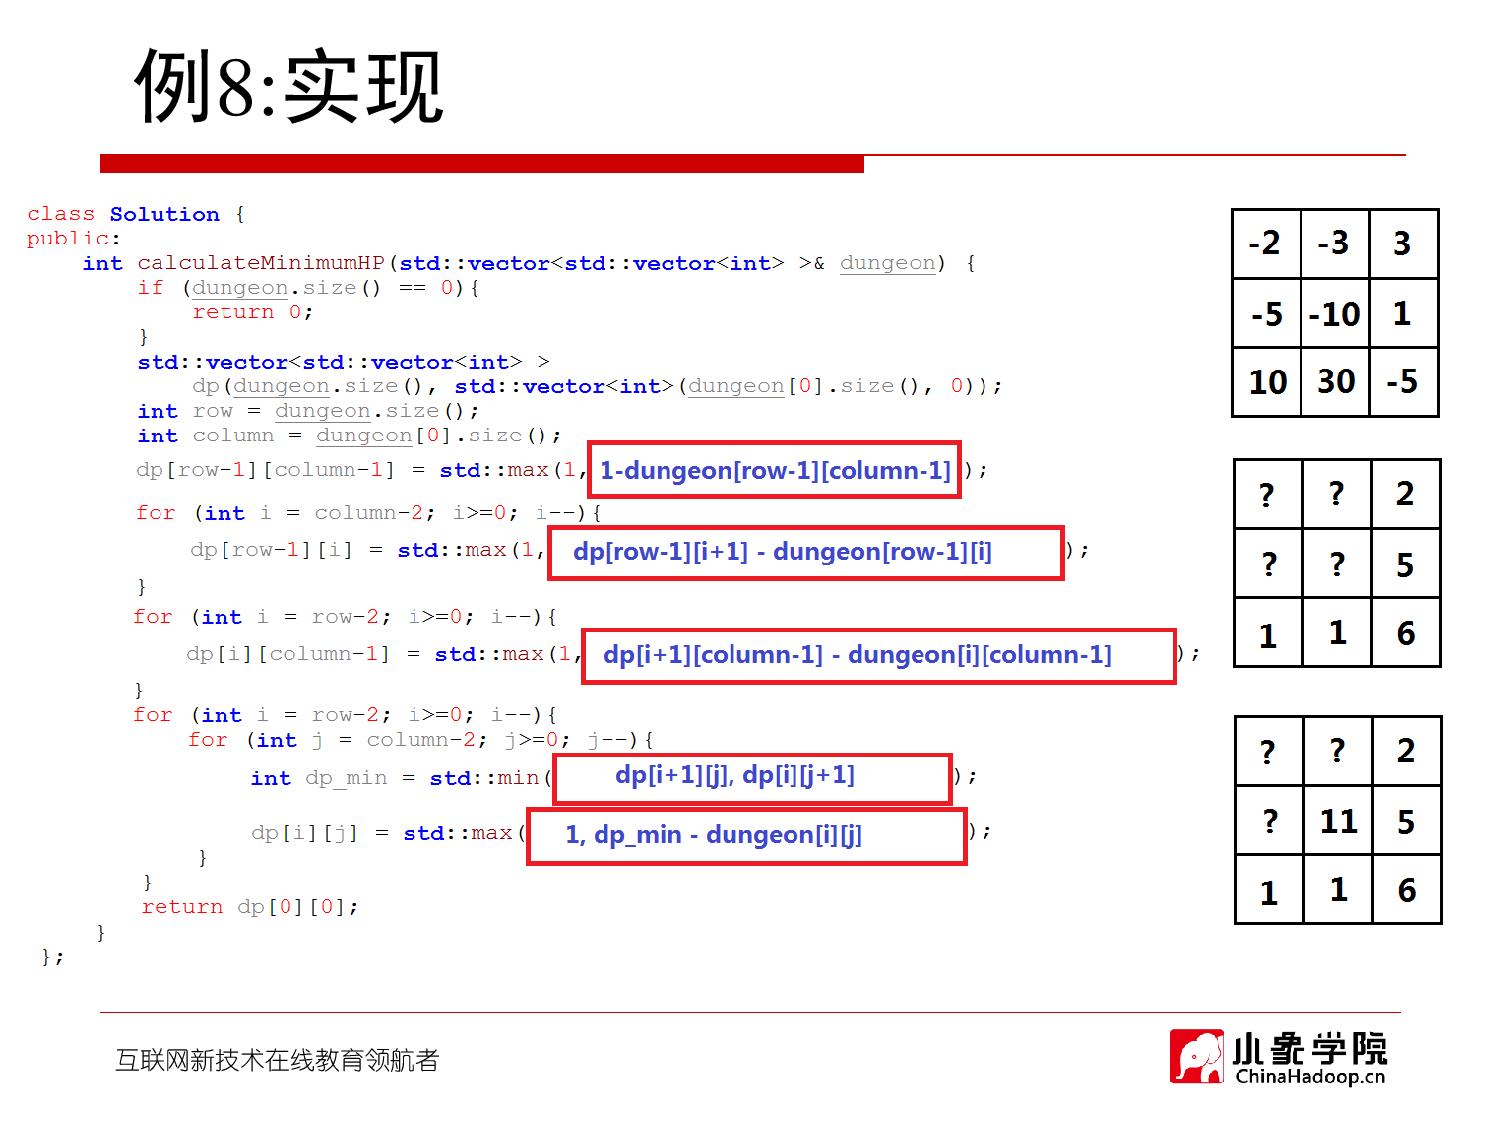 例8:实现
class Solution {
public:
int calculateMinimumHP(std::vector<std::vector<int> >& dungeon) {
if (dungeon.size() == 0){
return 0;
}
std::vector<std::vector<int> >
dp(dungeon.size(), std::vector<int>(dungeon[0].size(), 0));
int row = dungeon.size();
int column = dungeon[0].size();
dp[row-1][column-1] = std::max(1, 1-dungeon[row-1][column-1] );
for (int i = column-2; i>=0; i--){
dp[row-1][i] = std::max(1, dp[row-1][i+1] - dungeon[row-1][i] );
}
for (int i = row-2; i>=0; i--){
dp[i][column-1] = std::max(1, dp[i+1][column-1] - dungeon[i][column-1] );
}
for (int i = row-2; i>=0; i--){
for (int j = column-2; j>=0; j--){
int dp_min = std::min( dp[i+1][j], dp[i][j+1] );
dp[i][j] = std::max( 1, dp_min - dungeon[i][j] );
}
}
return dp[0][0];
}
};
-2 -3 3
-5 -10 1
10 30 -5
? ? 2
? ? 5
1 1 6
? ? 2
? 11 5
1 1 6
互联网新技术在线教育领航者
小象学院
ChinaHadoop.cn